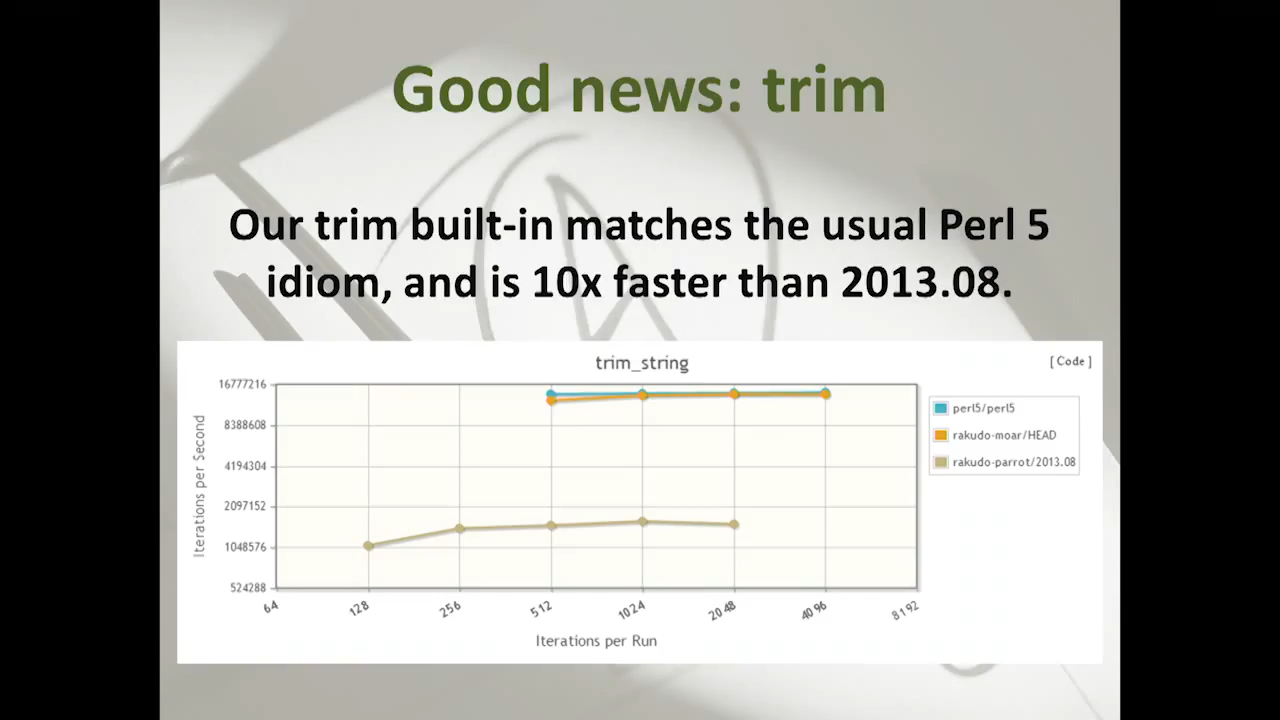 Good news: trim
Our trim built-in matches the usual Perl 5
idiom, and is 10x faster than 2013.08.
trim_string
[ Code ]
16777216
8388608
4194304
2097152
1048576
524288
Iterations per Second
64
128
256
512
1024
2048
4096
8192
Iterations per Run
perl5/perl5
rakudo-moar/HEAD
rakudo-parrot/2013.08